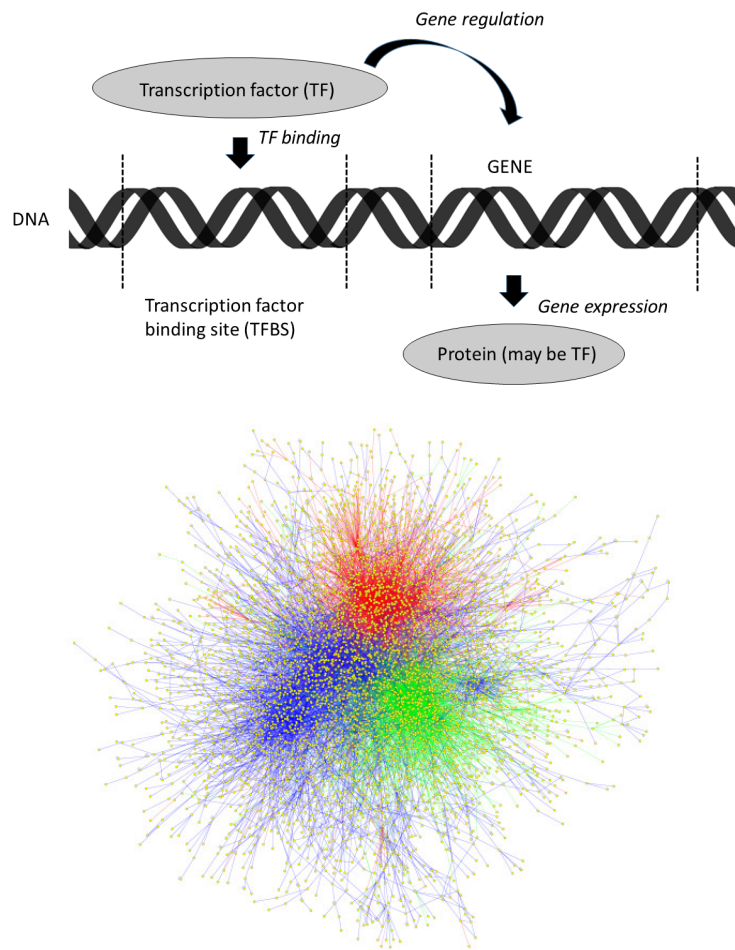 Gene regulation
Transcription factor (TF)
TF binding
GENE
DNA
Transcription factor
binding site (TFBS)
Gene expression
Protein (may be TF)